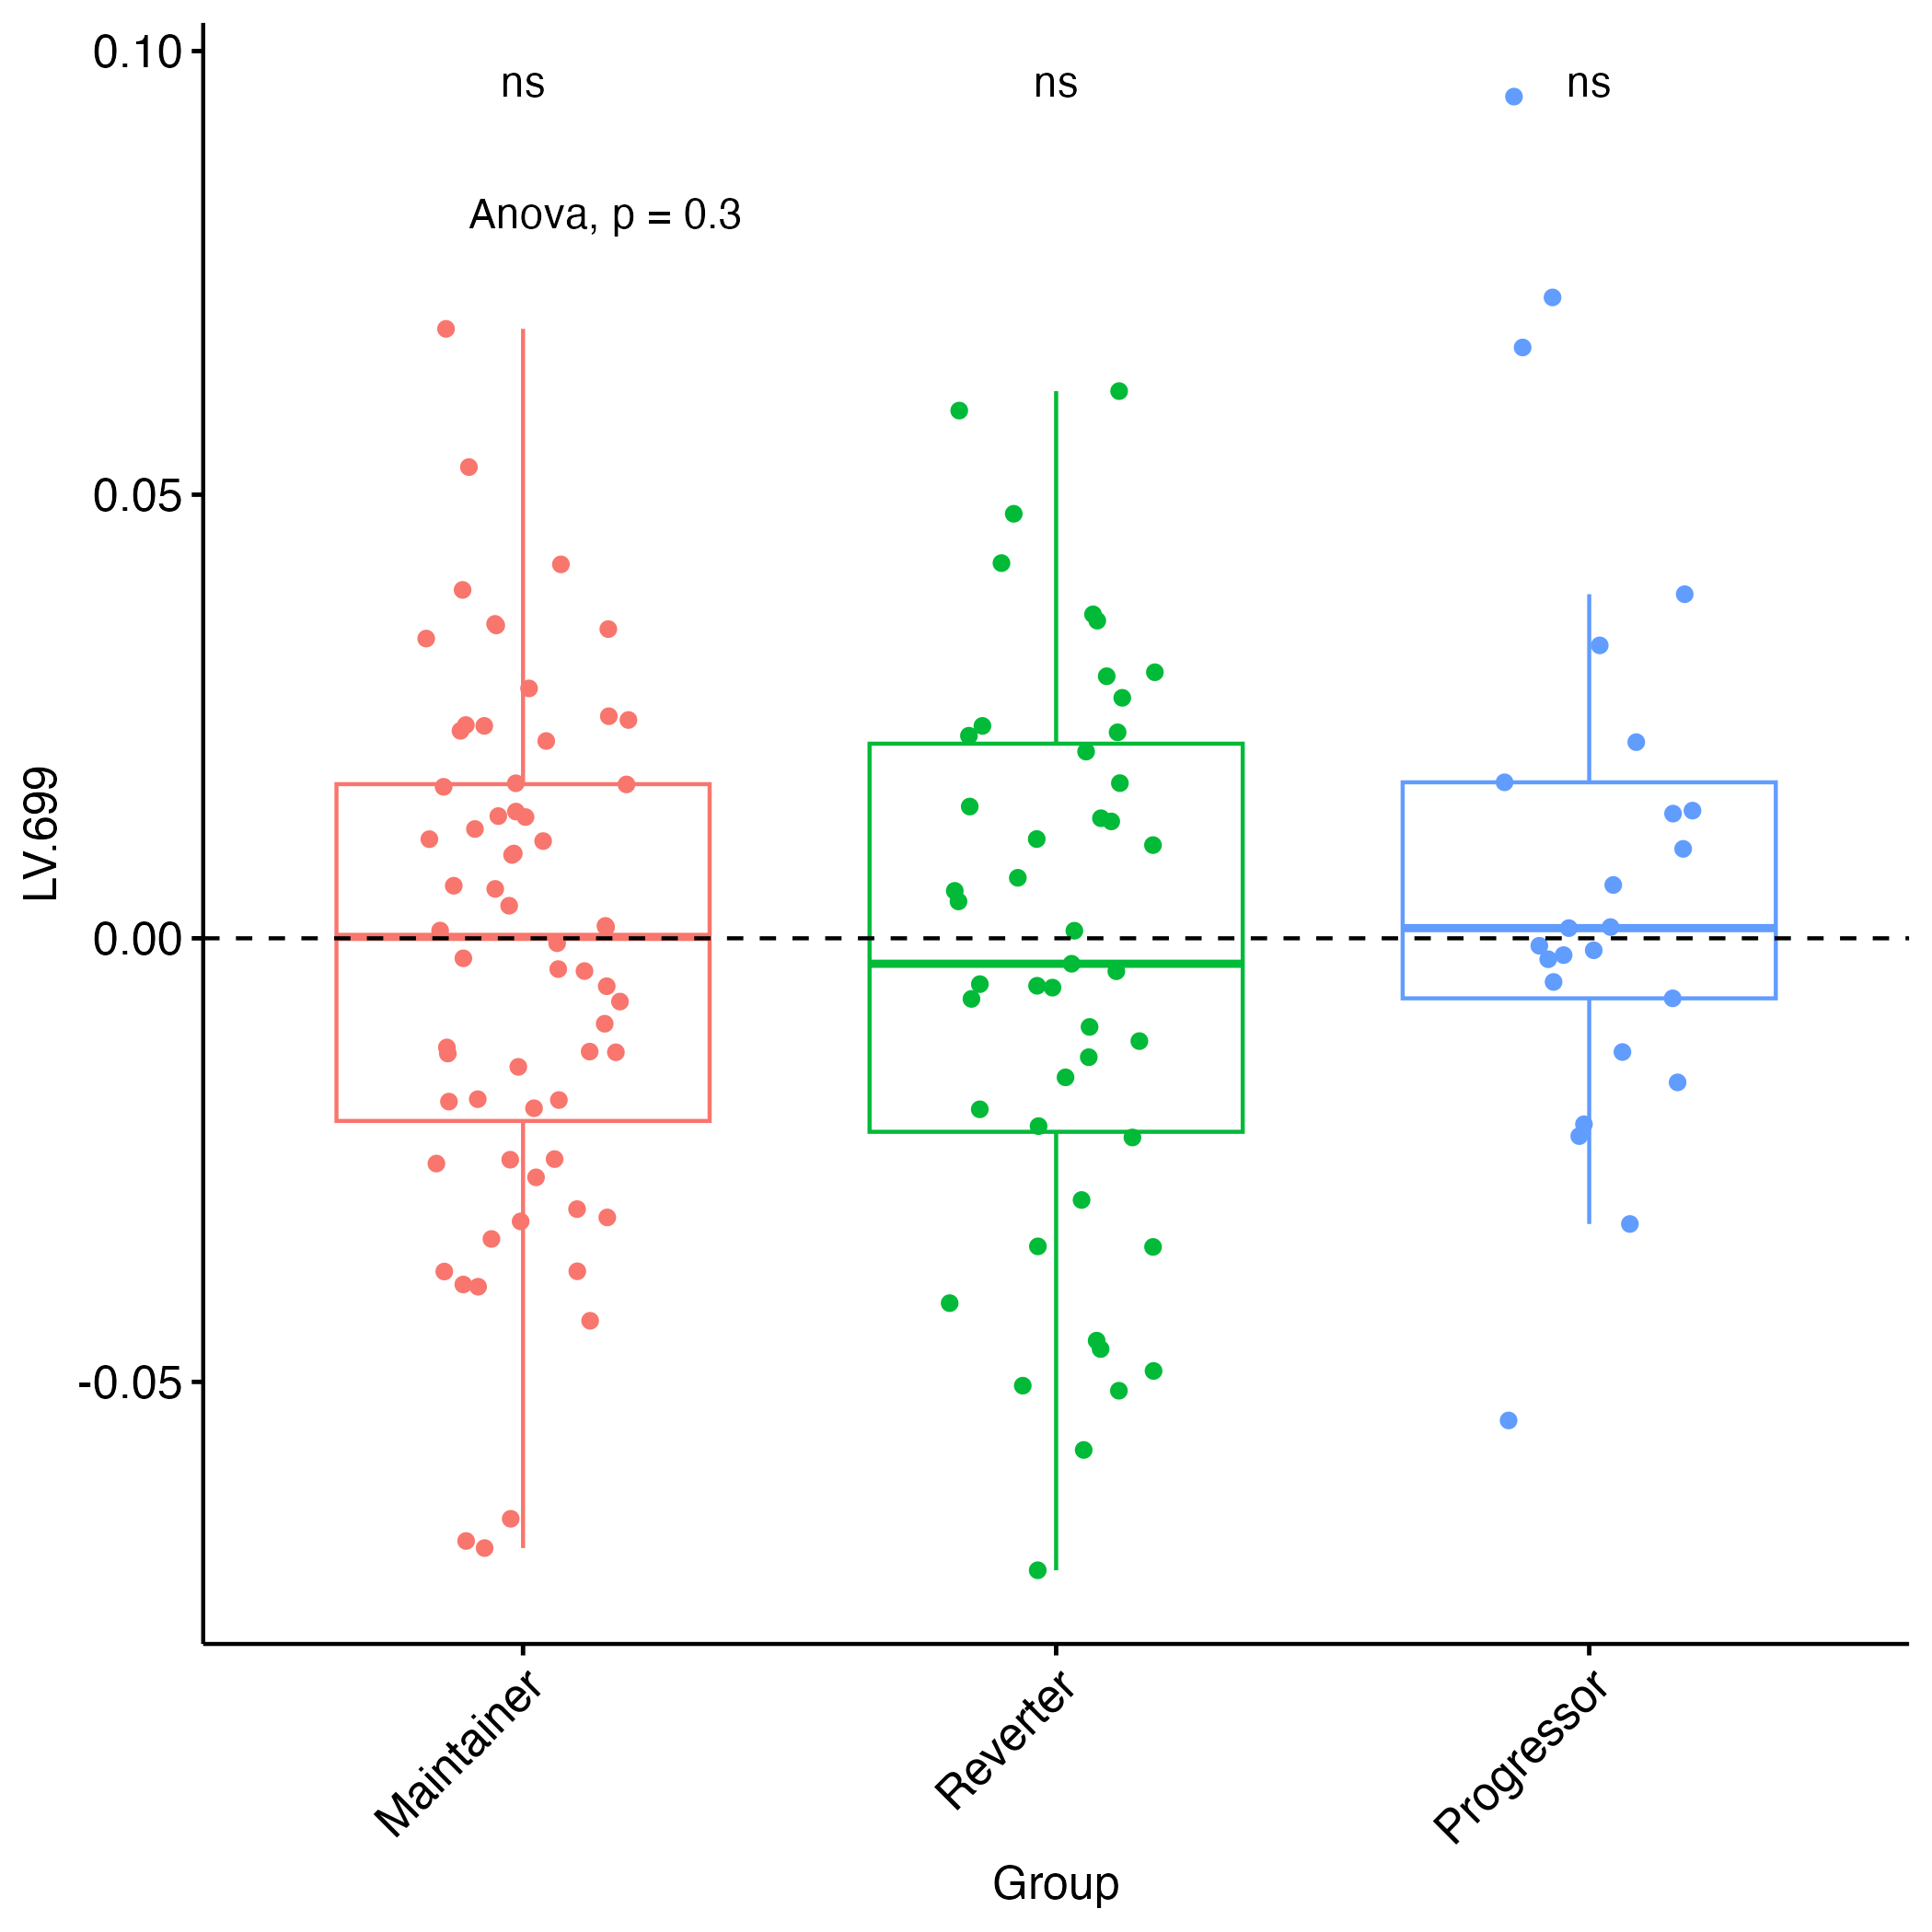 0.10
ns ns ns
Anova, p = 0.3
0.05
LV.699
0.00
-0.05
Maintainer Reverter Progressor
Group